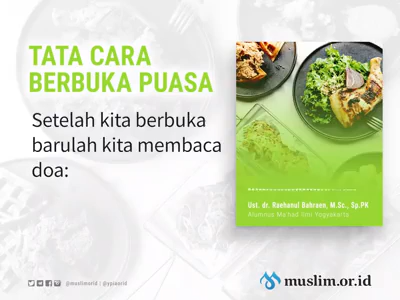 TATA CARA
BERBUKA PUASA
Setelah kita berbuka
barulah kita membaca
doa:
Ust. dr. Raehanul Bahraen, M.Sc., Sp.PK
Alumnus Ma'had Ilmi Yogyakarta
@muslimorid | @ypiaorid
muslim.or.id